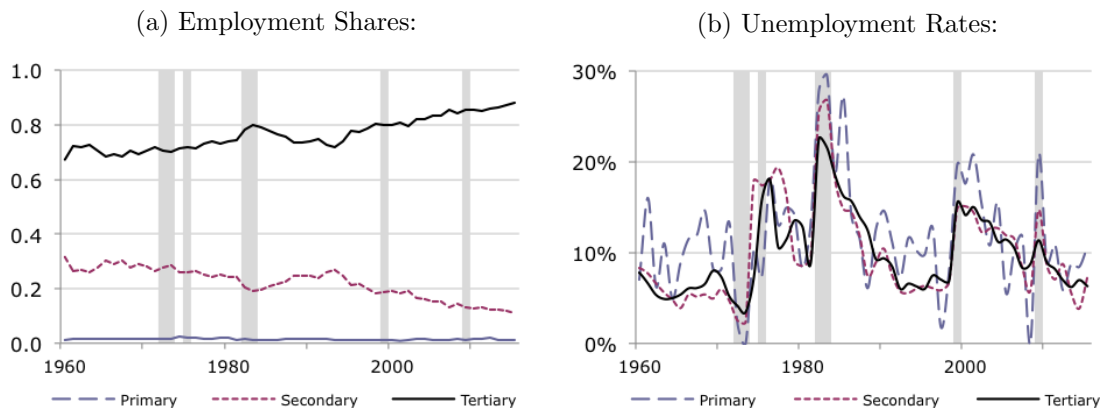 (a) Employment Shares:
1.0
0.8
0.6
0.4
0.2
0.0
1960
1980
2000
Primary
Secondary
Tertiary
(b) Unemployment Rates:
30%
20%
10%
0%
1960
1980
2000
Primary
Secondary
Tertiary